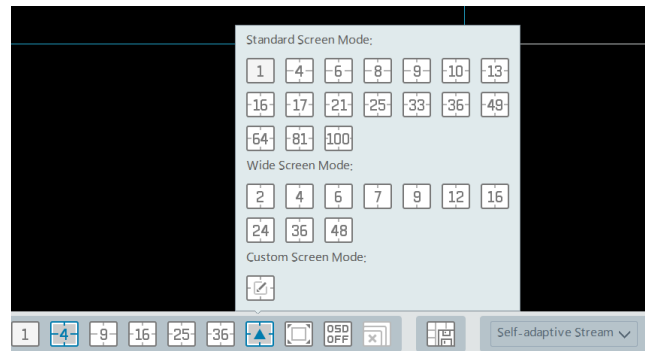 Standard Screen Mode:
1 4 6 8 9 10 13
16 17 21 25 33 36 49
64 81 100
Wide Screen Mode:
2 4 6 7 9 12 16
24 36 48
Custom Screen Mode:
1 4 9 16 25 36 OSD OFF Self-adaptive Stream